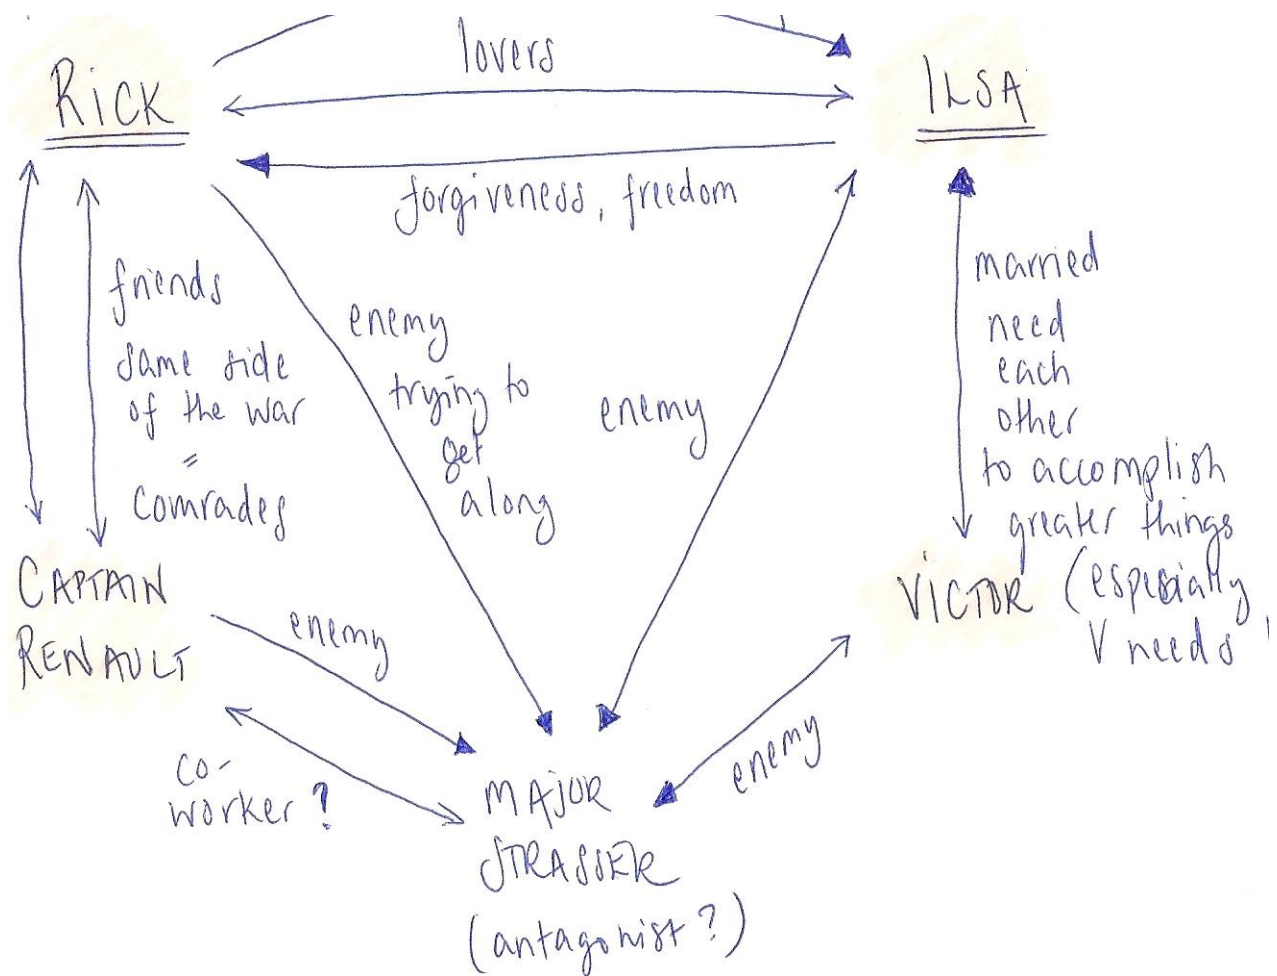 lovers
RICK
ILSA
forgiveness, freedom
friends
same side
of the war
=
comrades
enemy
trying to
get
along
enemy
married
need
each
other
to accomplish
greater things
CAPTAIN
RENAULT
VICTOR (especially
V needs
enemy
co-
worker?
enemy
MAJOR
STRASSER
(antagonist?)